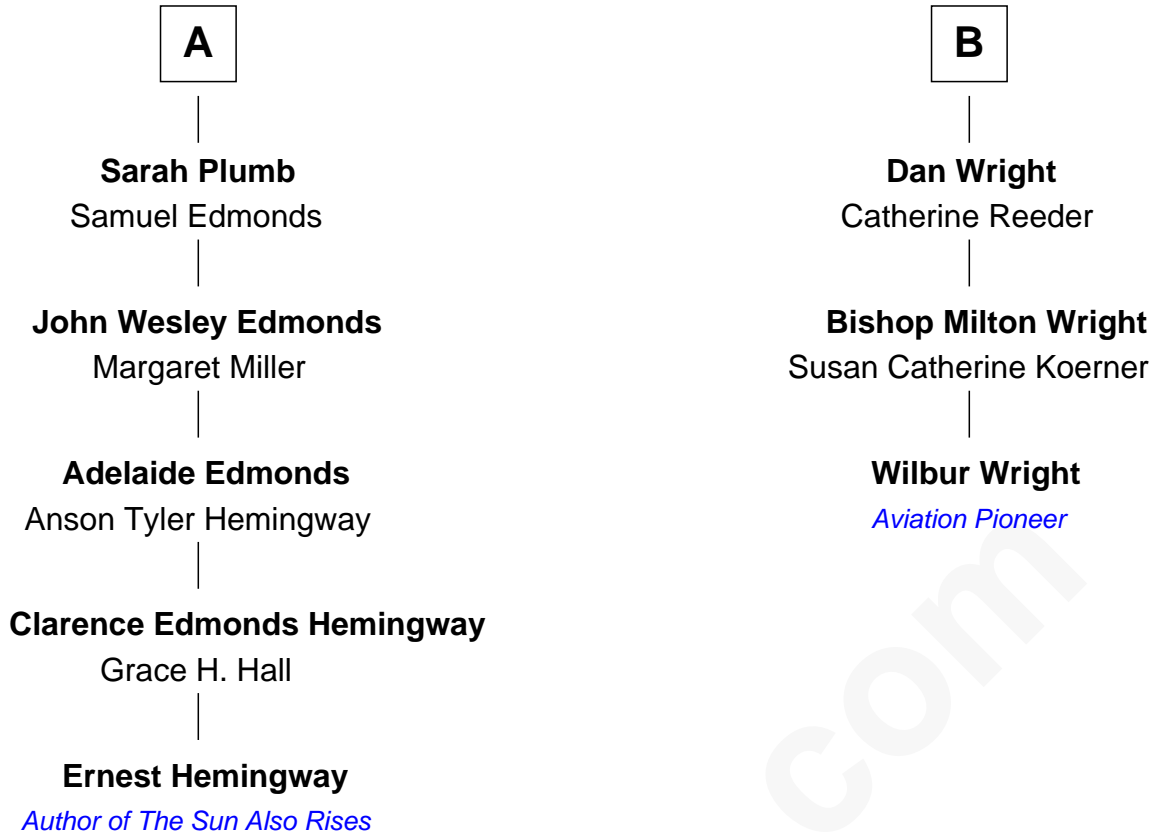 A
Sarah Plumb
Samuel Edmonds
John Wesley Edmonds
Margaret Miller
Adelaide Edmonds
Anson Tyler Hemingway
Clarence Edmonds Hemingway
Grace H. Hall
Ernest Hemingway
Author of The Sun Also Rises
B
Dan Wright
Catherine Reeder
Bishop Milton Wright
Susan Catherine Koerner
Wilbur Wright
Aviation Pioneer
com